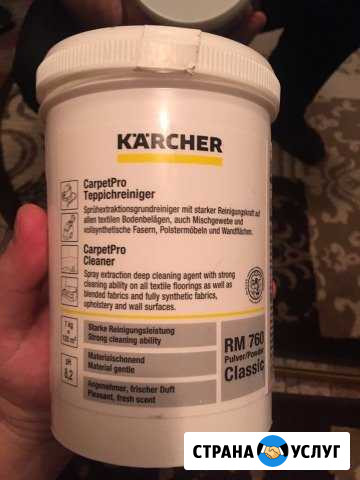 KÄRCHER
CarpetPro
Teppichreiniger
Sprühextraktionsgrundreiniger mit starker Reinigungskraft auf
allen textilen Bodenbelägen, auch Mischgewebe und
vollsynthetische Fasern, Polstermöbeln und Wandflächen.
CarpetPro
Cleaner
Spray extraction deep cleaning agent with strong
cleaning ability on all textile floorings as well as
blended fabrics and fully synthetic fabrics,
upholstery and wall surfaces.
1 kg
=
120 m²
Starke Reinigungsleistung
Strong cleaning ability
pH
8,2
Materialschonend
Material gentle
Angenehmer, frischer Duft
Pleasant, fresh scent
RM 760
Pulver/Powder
Classic
СТРАНА УСЛУГ